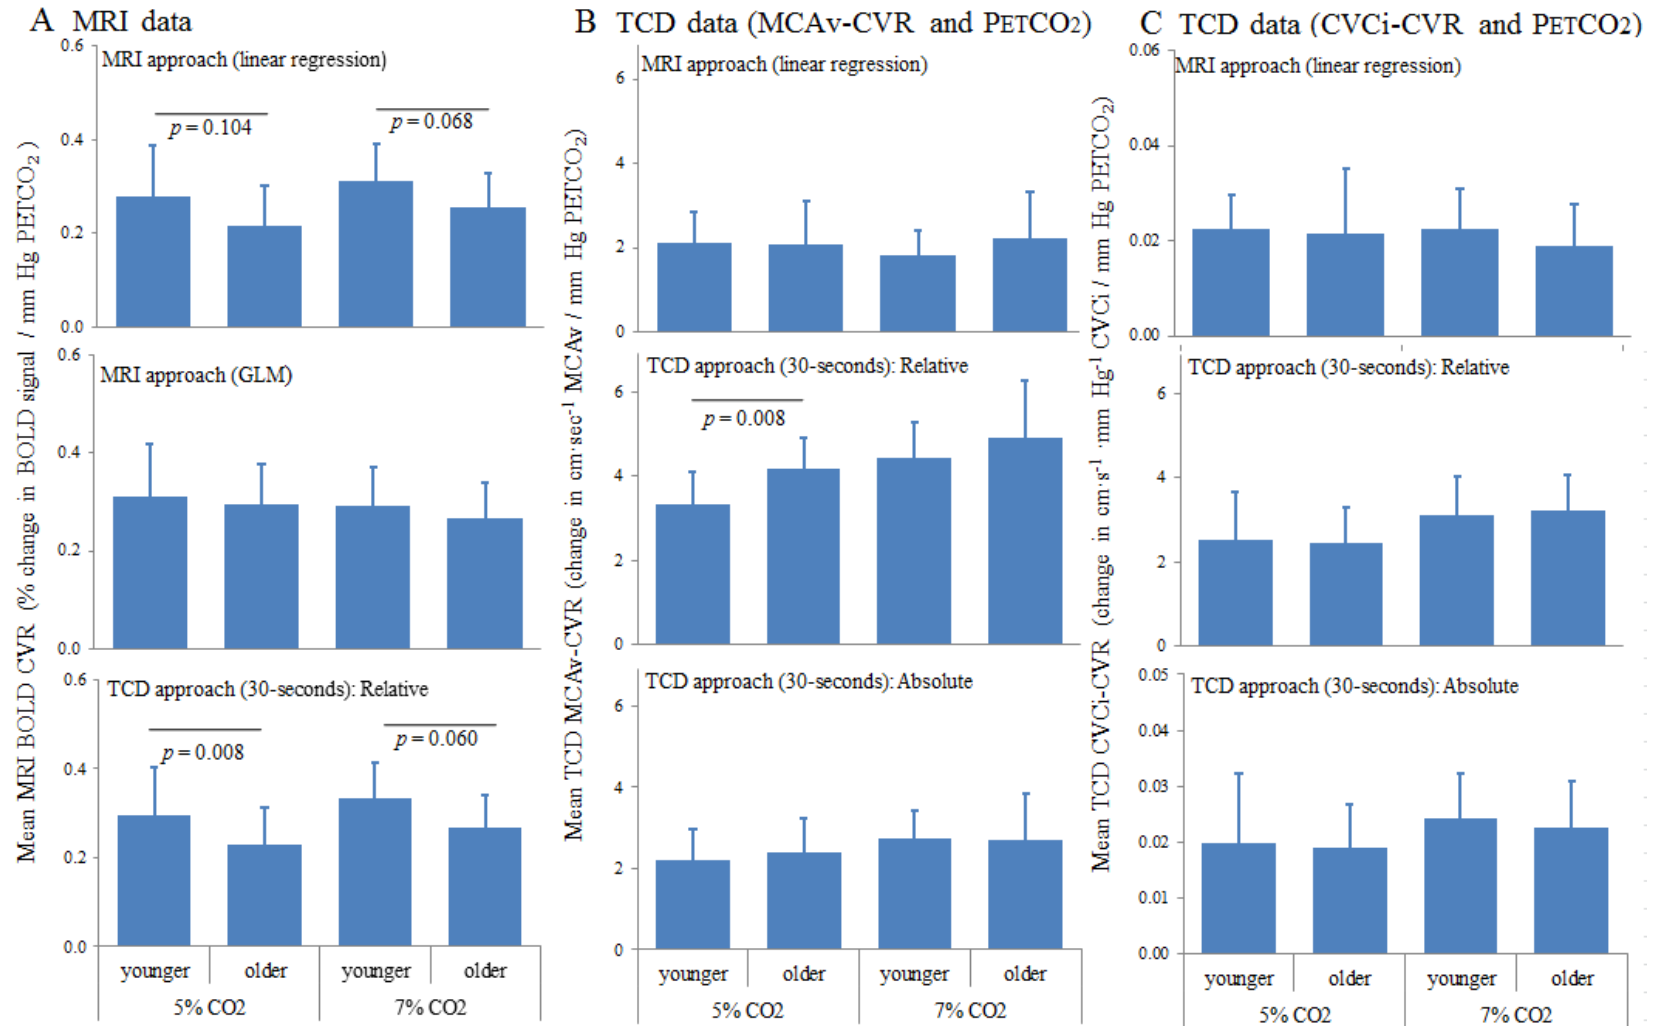 A MRI data
Mean MRI BOLD CVR (% change in BOLD signal / mm Hg PETCO2 )
0.6
MRI approach (linear regression)
p = 0.104
p = 0.068
0.4
0.2
0.0
0.6
MRI approach (GLM)
0.4
0.2
0.0
0.6
TCD approach (30-seconds): Relative
p = 0.008
p = 0.060
0.4
0.2
0.0
younger older younger older
5% CO2 7% CO2
B TCD data (MCAv-CVR and PETCO2)
Mean TCD MCAv-CVR (change in cm·sec-1 MCAv / mm Hg PETCO2)
MRI approach (linear regression)
6
4
2
0
TCD approach (30-seconds): Relative
6
p = 0.008
4
2
0
TCD approach (30-seconds): Absolute
6
4
2
0
younger older younger older
5% CO2 7% CO2
C TCD data (CVCi-CVR and PETCO2)
Mean TCD CVCi-CVR (change in cm·s-1 ·mm Hg-1 CVCi / mm Hg PETCO2)
0.06
MRI approach (linear regression)
0.04
0.02
0.00
TCD approach (30-seconds): Relative
6
4
2
0
0.05
TCD approach (30-seconds): Absolute
0.04
0.03
0.02
0.01
0.00
younger older younger older
5% CO2 7% CO2